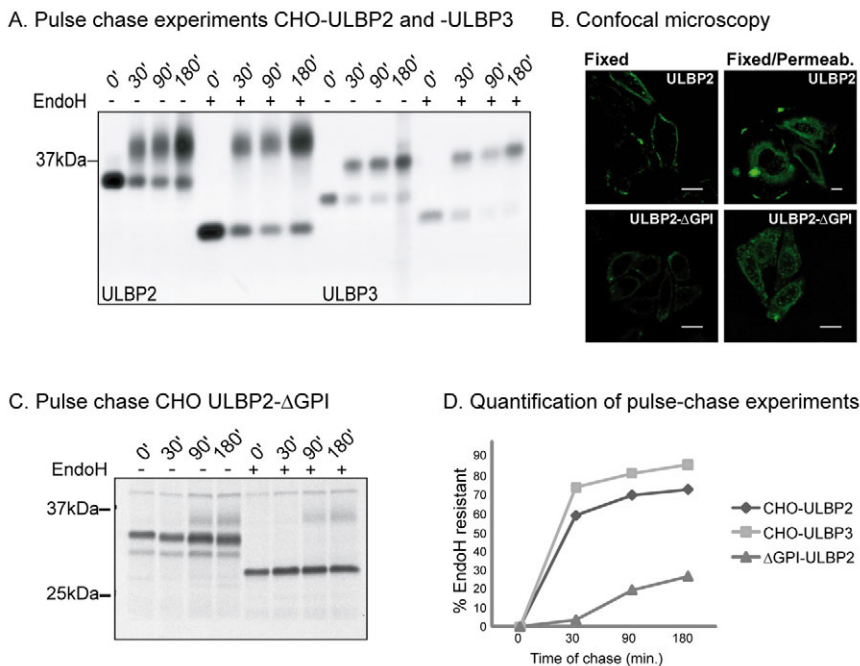 A. Pulse chase experiments CHO-ULBP2 and -ULBP3
0' 30' 90' 180' 0' 30' 90' 180' 0' 30' 90' 180' 0' 30' 90' 180'
EndoH - - - - + + + + - - - - + + + +
37kDa
ULBP2 ULBP3
B. Confocal microscopy
Fixed Fixed/Permeab.
ULBP2 ULBP2
ULBP2-ΔGPI ULBP2-ΔGPI
C. Pulse chase CHO ULBP2-ΔGPI
0' 30' 90' 180' 0' 30' 90' 180'
EndoH - - - - + + + +
37kDa
25kDa
D. Quantification of pulse-chase experiments
% EndoH resistant
90
80
70
60
50
40
30
20
10
0
0 30 90 180
Time of chase (min.)
CHO-ULBP2
CHO-ULBP3
ΔGPI-ULBP2